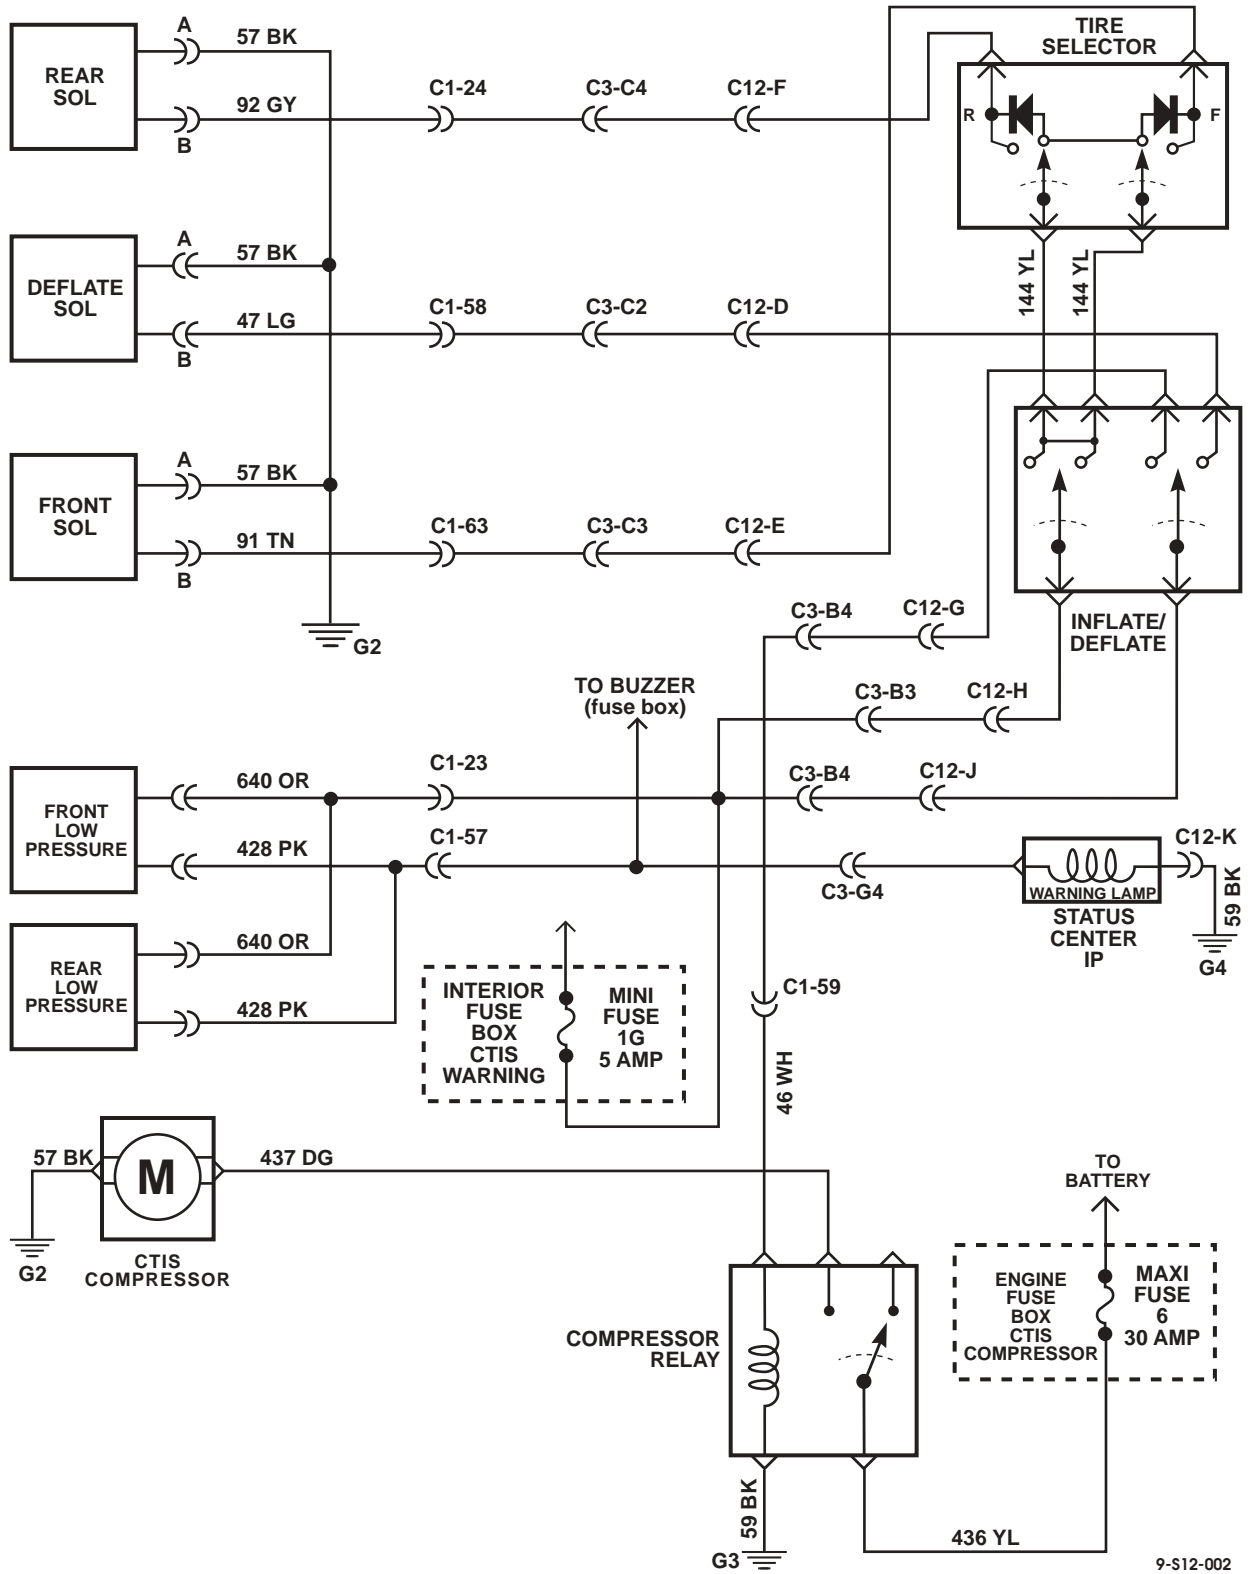 TIRE
SELECTOR
A
57 BK
REAR
SOL
92 GY
B
C1-24
C3-C4
C12-F
R
F
A
57 BK
DEFLATE
SOL
47 LG
B
C1-58
C3-C2
C12-D
144 YL
144 YL
A
57 BK
FRONT
SOL
91 TN
B
C1-63
C3-C3
C12-E
G2
C3-B4
C12-G
INFLATE/
DEFLATE
TO BUZZER
(fuse box)
C3-B3
C12-H
640 OR
C1-23
C3-B4
C12-J
FRONT
LOW
PRESSURE
428 PK
C1-57
C3-G4
C12-K
WARNING LAMP
59 BK
STATUS
CENTER
IP
G4
640 OR
REAR
LOW
PRESSURE
428 PK
INTERIOR
FUSE
BOX
CTIS
WARNING
MINI
FUSE
1G
5 AMP
C1-59
46 WH
57 BK
M
437 DG
G2
CTIS
COMPRESSOR
TO
BATTERY
ENGINE
FUSE
BOX
CTIS
COMPRESSOR
MAXI
FUSE
6
30 AMP
COMPRESSOR
RELAY
59 BK
G3
436 YL
9-S12-002